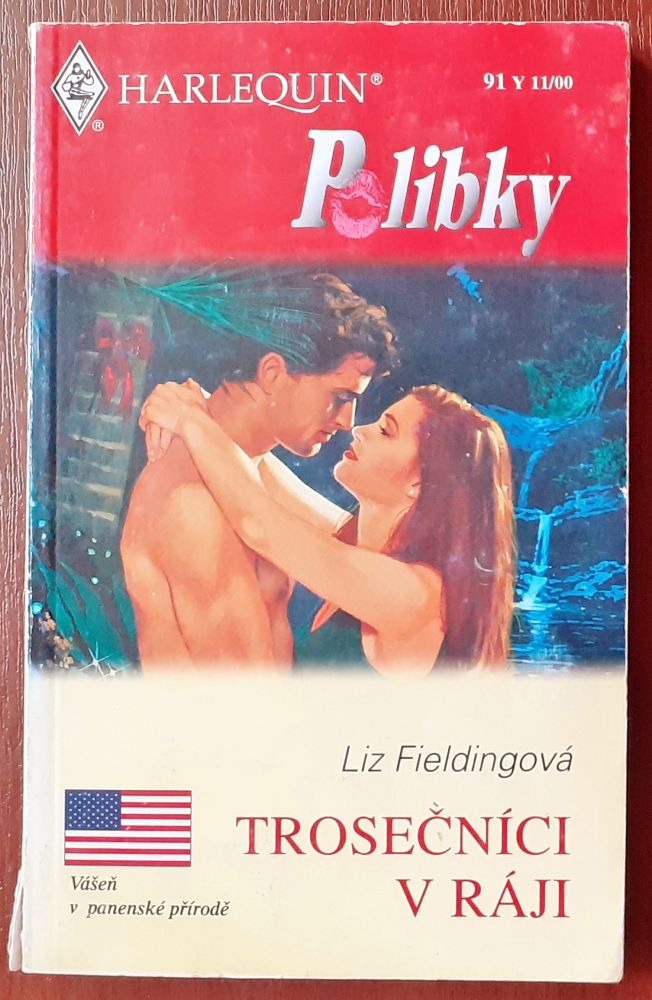 HARLEQUIN®
®
91 Y 11/00
Polibky
Liz Fieldingová
TROSEČNÍCI
V RÁJI
Vášeň
v panenské přírodě